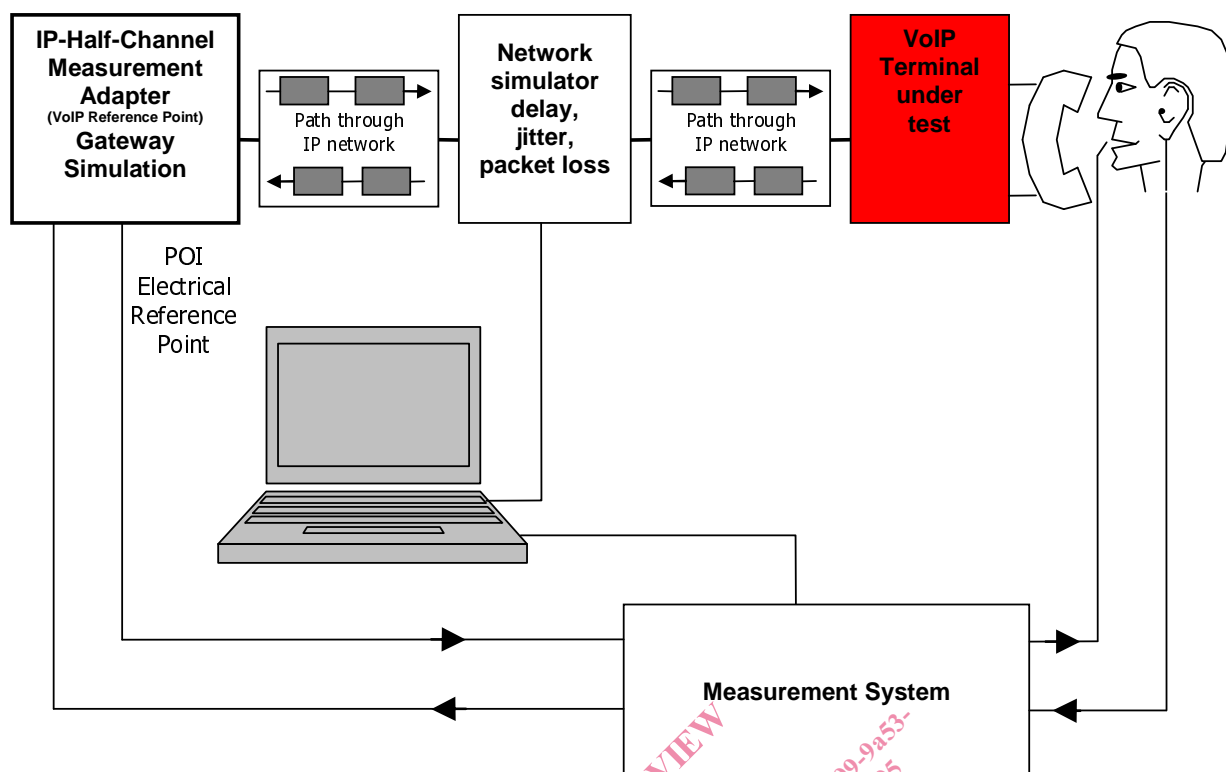 IP-Half-Channel
Measurement
Adapter
(VoIP Reference Point)
Gateway
Simulation
Path through
IP network
Network
simulator
delay,
jitter,
packet loss
Path through
IP network
VoIP
Terminal
under
test
POI
Electrical
Reference
Point
Measurement System
VIEW